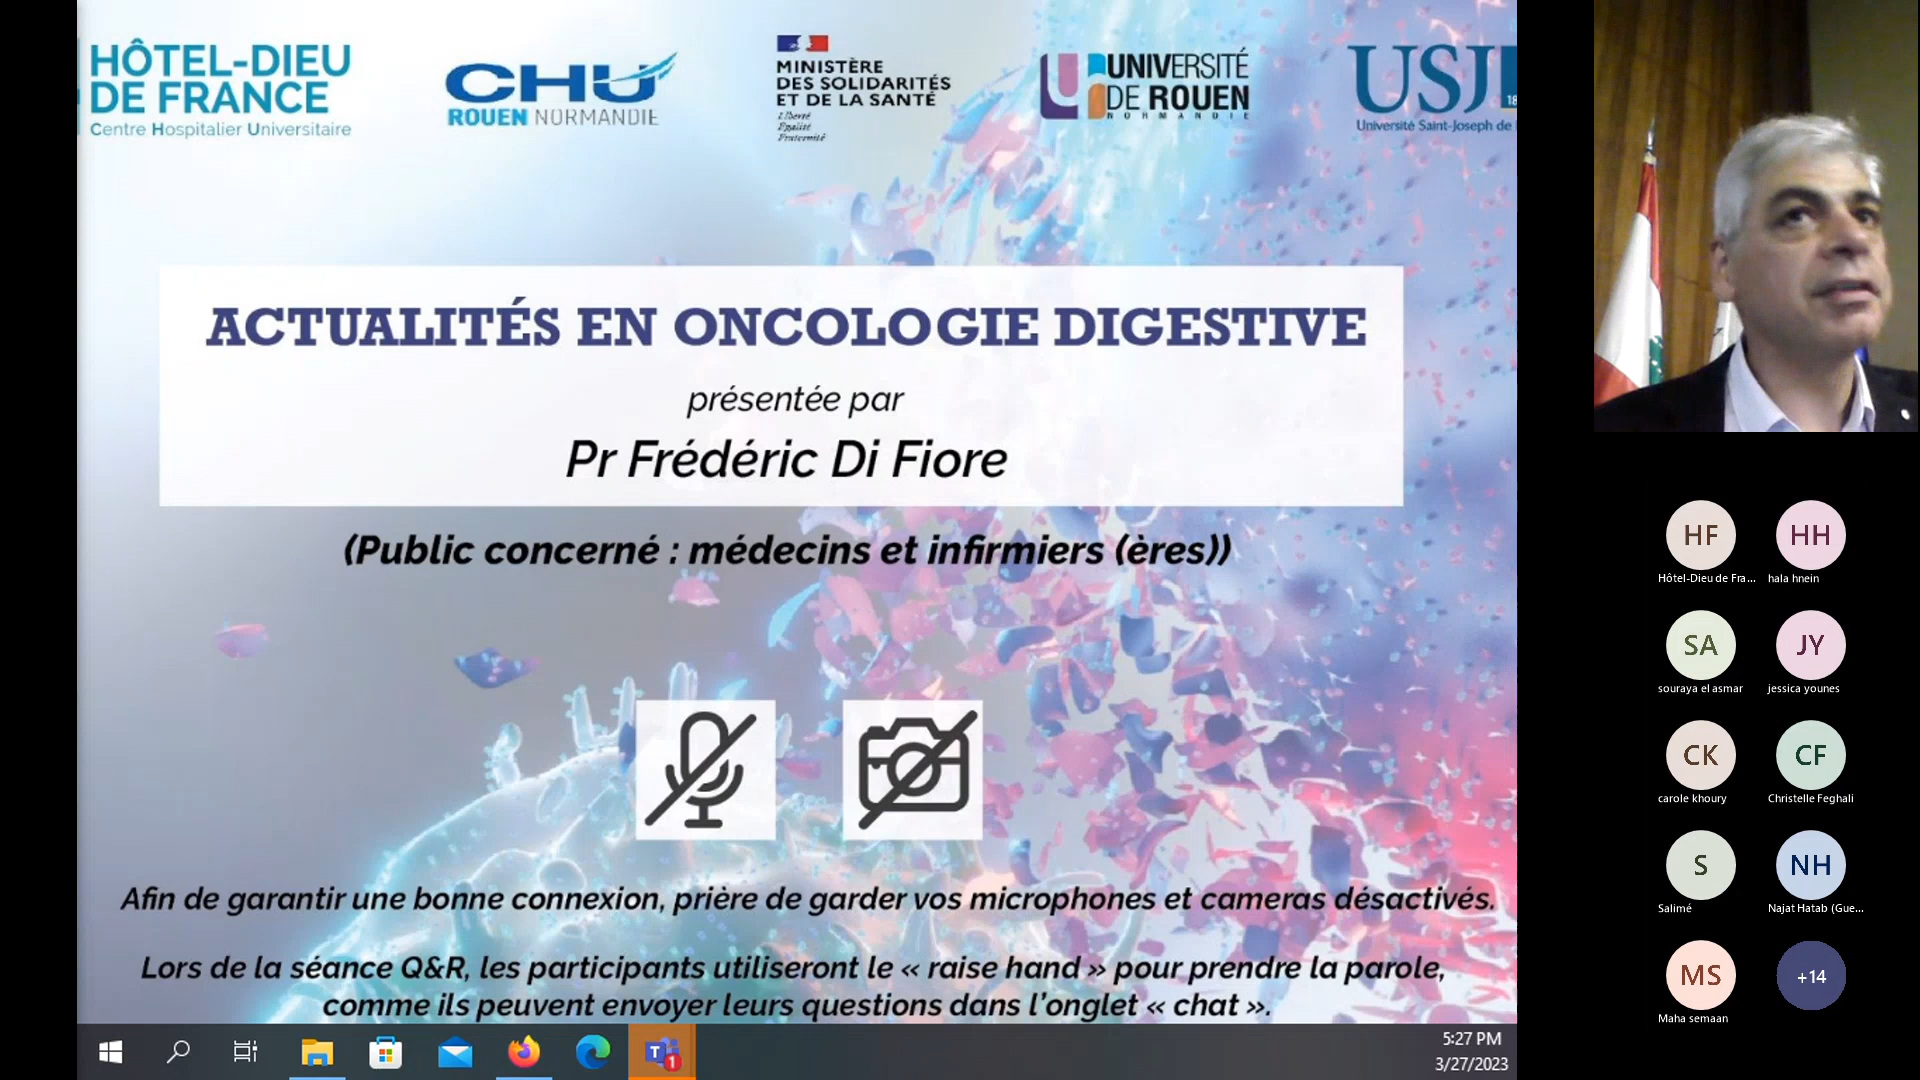 HÔTEL-DIEU
DE FRANCE
Centre Hospitalier Universitaire
CHU
ROUEN NORMANDIE
MINISTÈRE
DES SOLIDARITÉS
ET DE LA SANTÉ
Liberté
Égalité
Fraternité
UNIVERSITÉ
DE ROUEN
NORMANDIE
USJ
18
Université Saint-Joseph de
ACTUALITÉS EN ONCOLOGIE DIGESTIVE
présentée par
Pr Frédéric Di Fiore
(Public concerné : médecins et infirmiers (ères))
Afin de garantir une bonne connexion, prière de garder vos microphones et cameras désactivés.
Lors de la séance Q&R, les participants utiliseront le « raise hand » pour prendre la parole,
comme ils peuvent envoyer leurs questions dans l'onglet « chat ».
T
1
5:27 PM
3/27/2023
HF
HH
Hôtel-Dieu de Fra...
hala hnein
SA
JY
souraya el asmar
jessica younes
CK
CF
carole khoury
Christelle Feghali
S
NH
Salimé
Najat Hatab (Gue...
MS
+14
Maha semaan